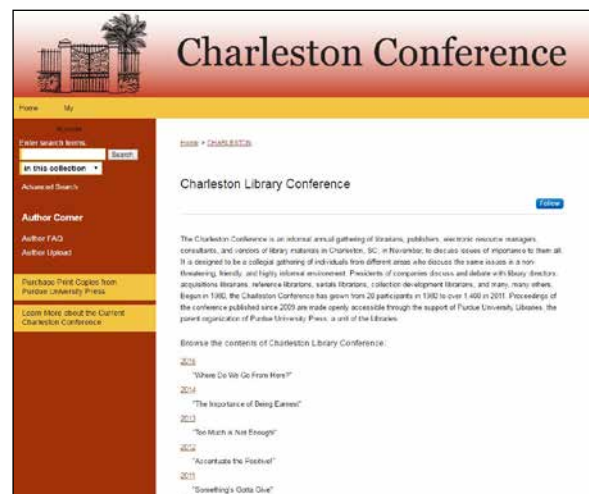 Charleston Conference
Home My
Enter search terms:
Search
in this collection
Advanced Search
Author Corner
Author FAQ
Author Upload
Purchase Print Copies from
Purdue University Press
Learn More about the Current
Charleston Conference
Home > CHARLESTON
Charleston Library Conference
Follow
The Charleston Conference is an informal annual gathering of librarians, publishers, electronic resource managers,
consultants, and vendors of library materials in Charleston, SC, in November, to discuss issues of importance to them all.
It is designed to be a collegial gathering of individuals from different areas who discuss the same issues in a non-
threatening, friendly, and highly informal environment. Presidents of companies discuss and debate with library directors,
acquisitions librarians, reference librarians, serials librarians, collection development librarians, and many, many others.
Begun in 1980, the Charleston Conference has grown from 20 participants in 1980 to over 1,400 in 2011. Proceedings of
the conference published since 2009 are made openly accessible through the support of Purdue University Libraries, the
parent organization of Purdue University Press, a unit of the Libraries.
Browse the contents of Charleston Library Conference:
"Where Do We Go From Here?"
2014
"The Importance of Being Earnest"
2013
"Too Much is Not Enough!"
2012
"Accentuate the Positive!"
2011
"Something's Gotta Give"